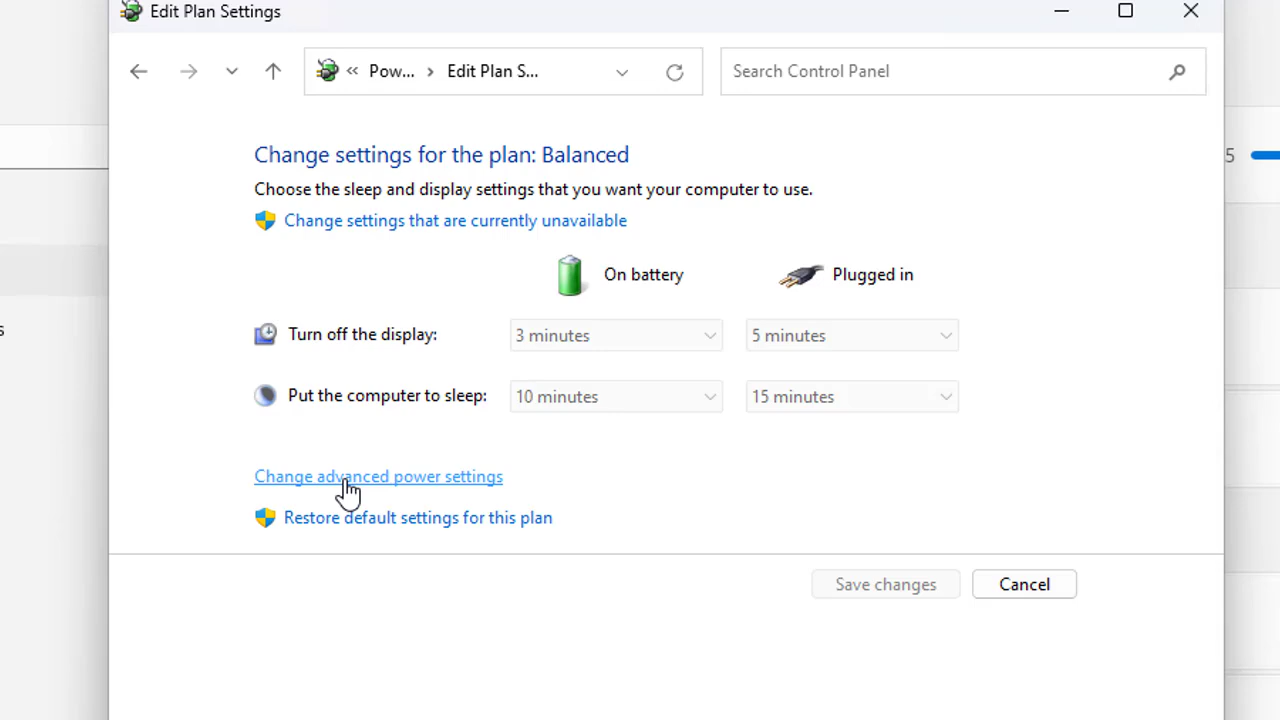 Edit Plan Settings
« Pow... › Edit Plan S...
Search Control Panel
Change settings for the plan: Balanced
Choose the sleep and display settings that you want your computer to use.
Change settings that are currently unavailable
On battery
Plugged in
5
Turn off the display:
3 minutes
5 minutes
s
Put the computer to sleep:
10 minutes
15 minutes
Change advanced power settings
Restore default settings for this plan
Save changes
Cancel